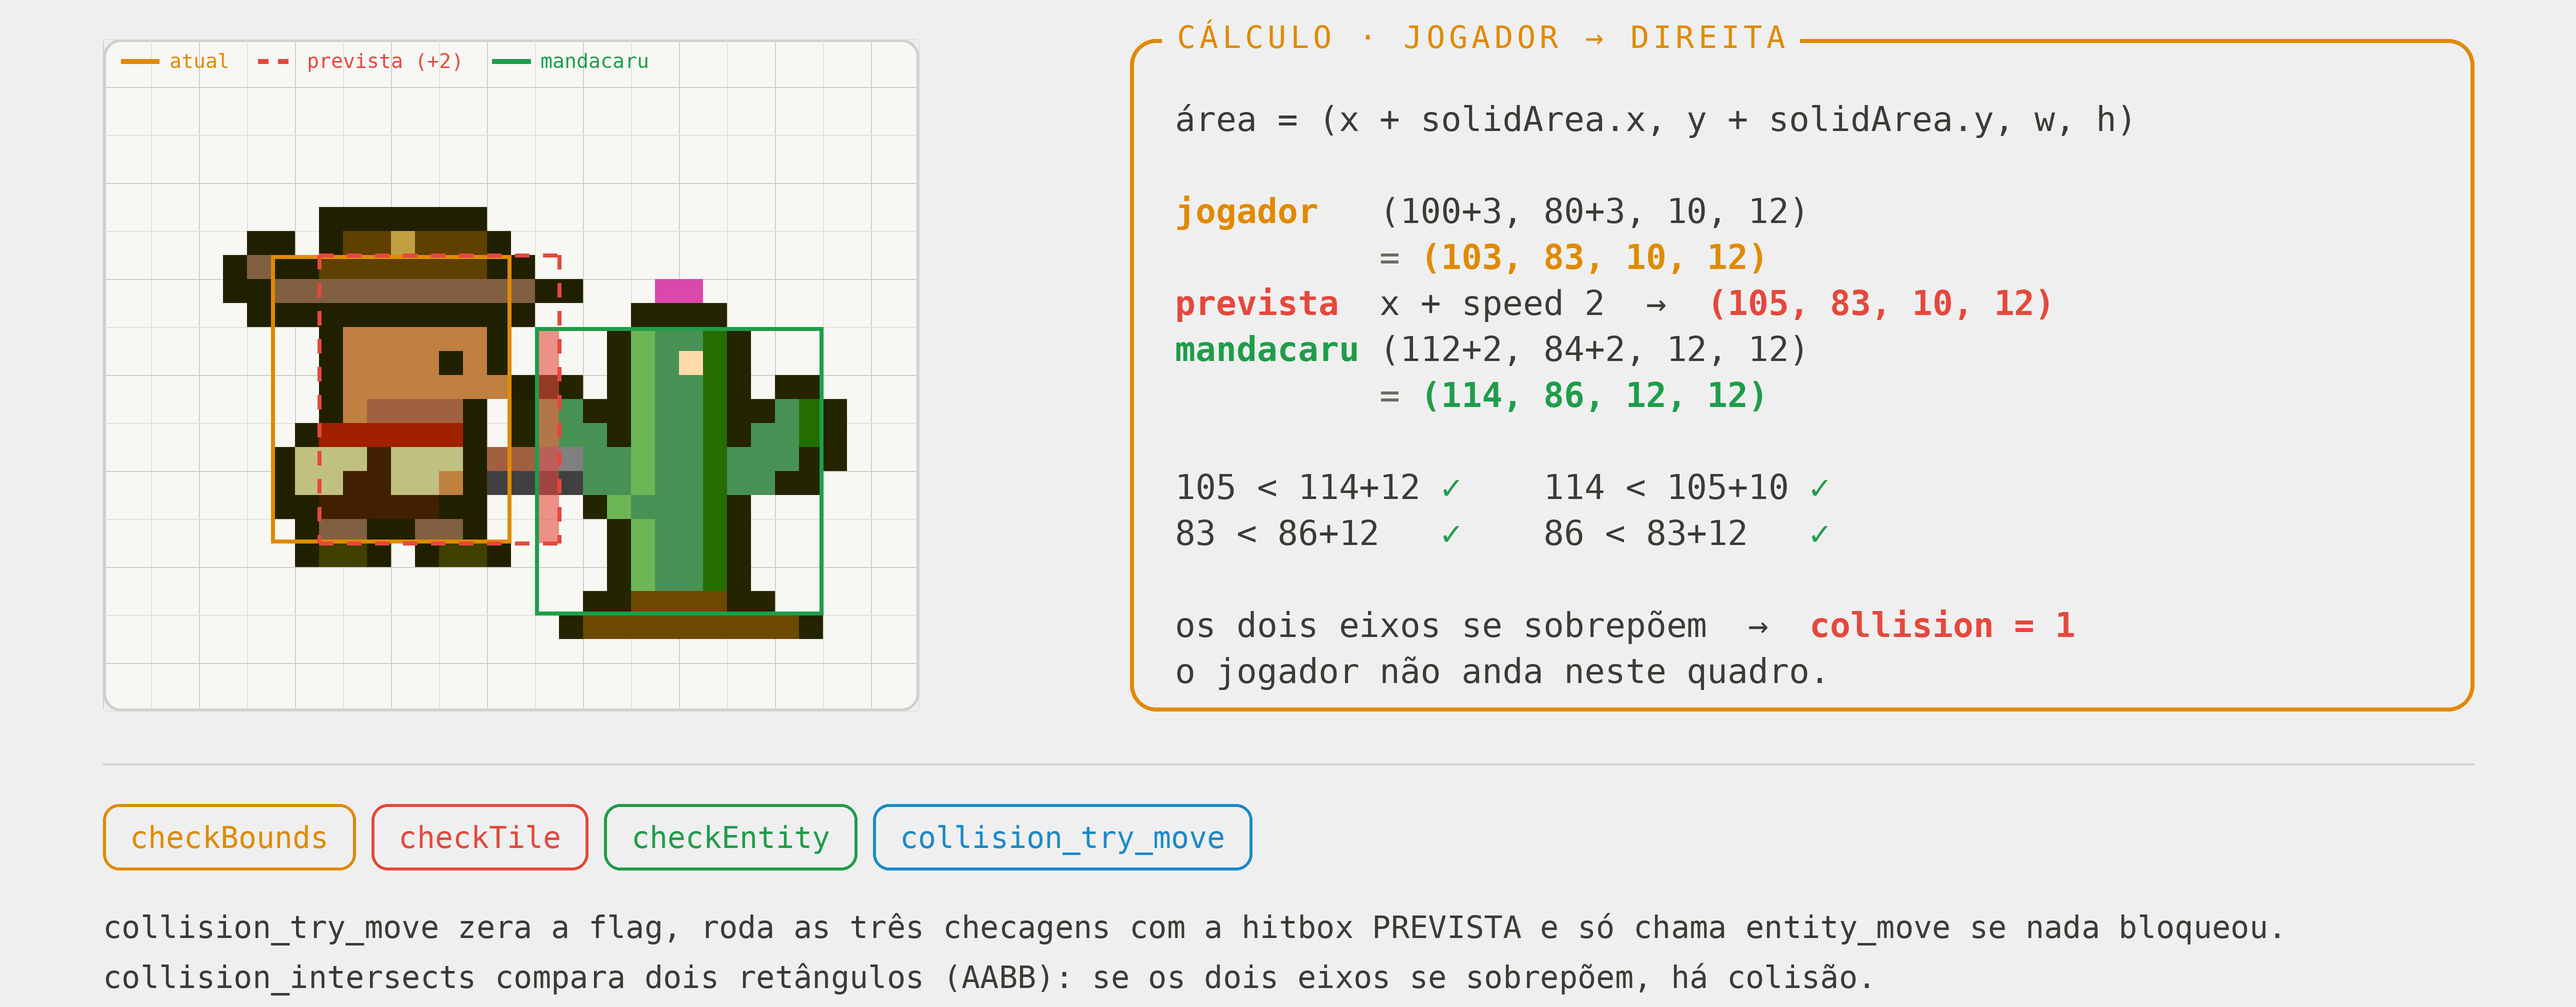 atual prevista (+2) mandacaru
CÁLCULO · JOGADOR → DIREITA
área = (x + solidArea.x, y + solidArea.y, w, h)
jogador (100+3, 80+3, 10, 12)
= (103, 83, 10, 12)
prevista x + speed 2 → (105, 83, 10, 12)
mandacaru (112+2, 84+2, 12, 12)
= (114, 86, 12, 12)
105 < 114+12 ✓ 114 < 105+10 ✓
83 < 86+12 ✓ 86 < 83+12 ✓
os dois eixos se sobrepõem → collision = 1
o jogador não anda neste quadro.
checkBounds checkTile checkEntity collision_try_move
collision_try_move zera a flag, roda as três checagens com a hitbox PREVISTA e só chama entity_move se nada bloqueou.
collision_intersects compara dois retângulos (AABB): se os dois eixos se sobrepõem, há colisão.